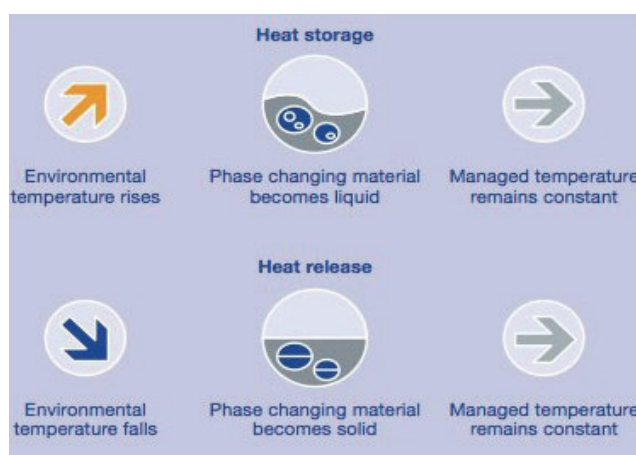 Heat storage
Environmental
temperature rises
Phase changing material
becomes liquid
Managed temperature
remains constant
Heat release
Environmental
temperature falls
Phase changing material
becomes solid
Managed temperature
remains constant